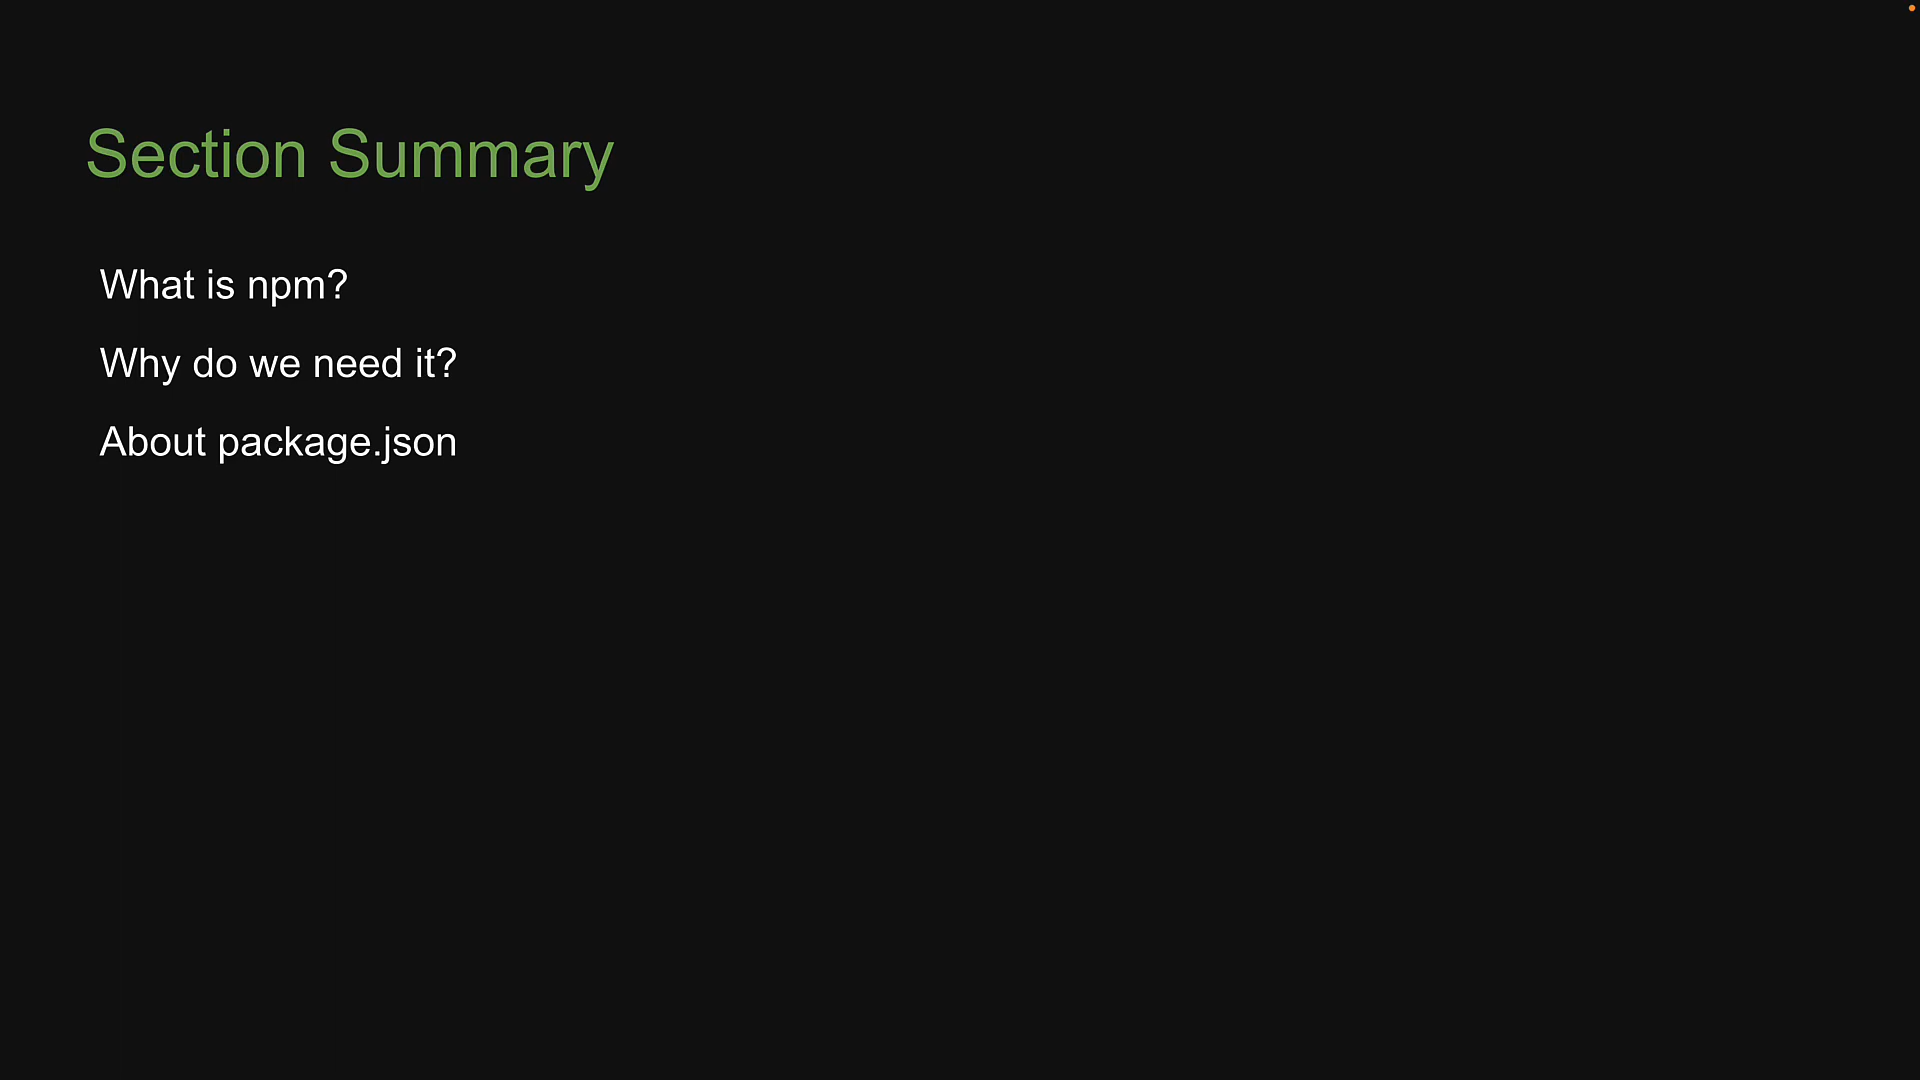 Section Summary
What is npm?
Why do we need it?
About package.json